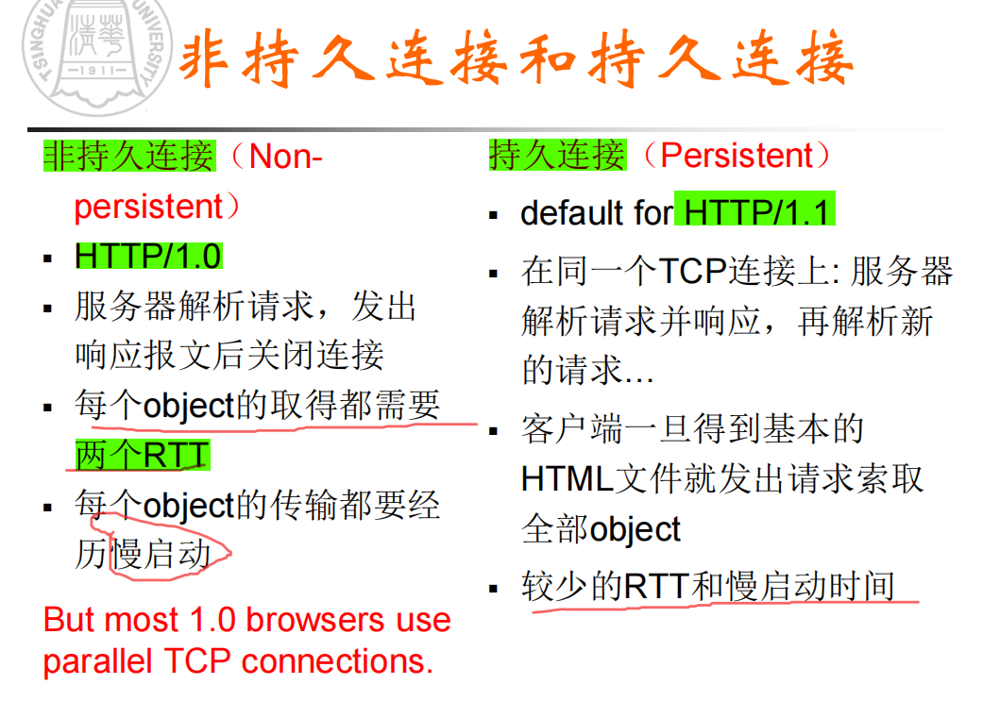 TSINGHUA UNIVERSITY
清華
1911
非持久连接和持久连接
非持久连接（Non-
persistent）
▪ HTTP/1.0
▪ 服务器解析请求，发出
响应报文后关闭连接
▪ 每个object的取得都需要
两个RTT
▪ 每个object的传输都要经
历慢启动
But most 1.0 browsers use
parallel TCP connections.
持久连接（Persistent）
▪ default for HTTP/1.1
▪ 在同一个TCP连接上: 服务器
解析请求并响应，再解析新
的请求...
▪ 客户端一旦得到基本的
HTML文件就发出请求索取
全部object
▪ 较少的RTT和慢启动时间